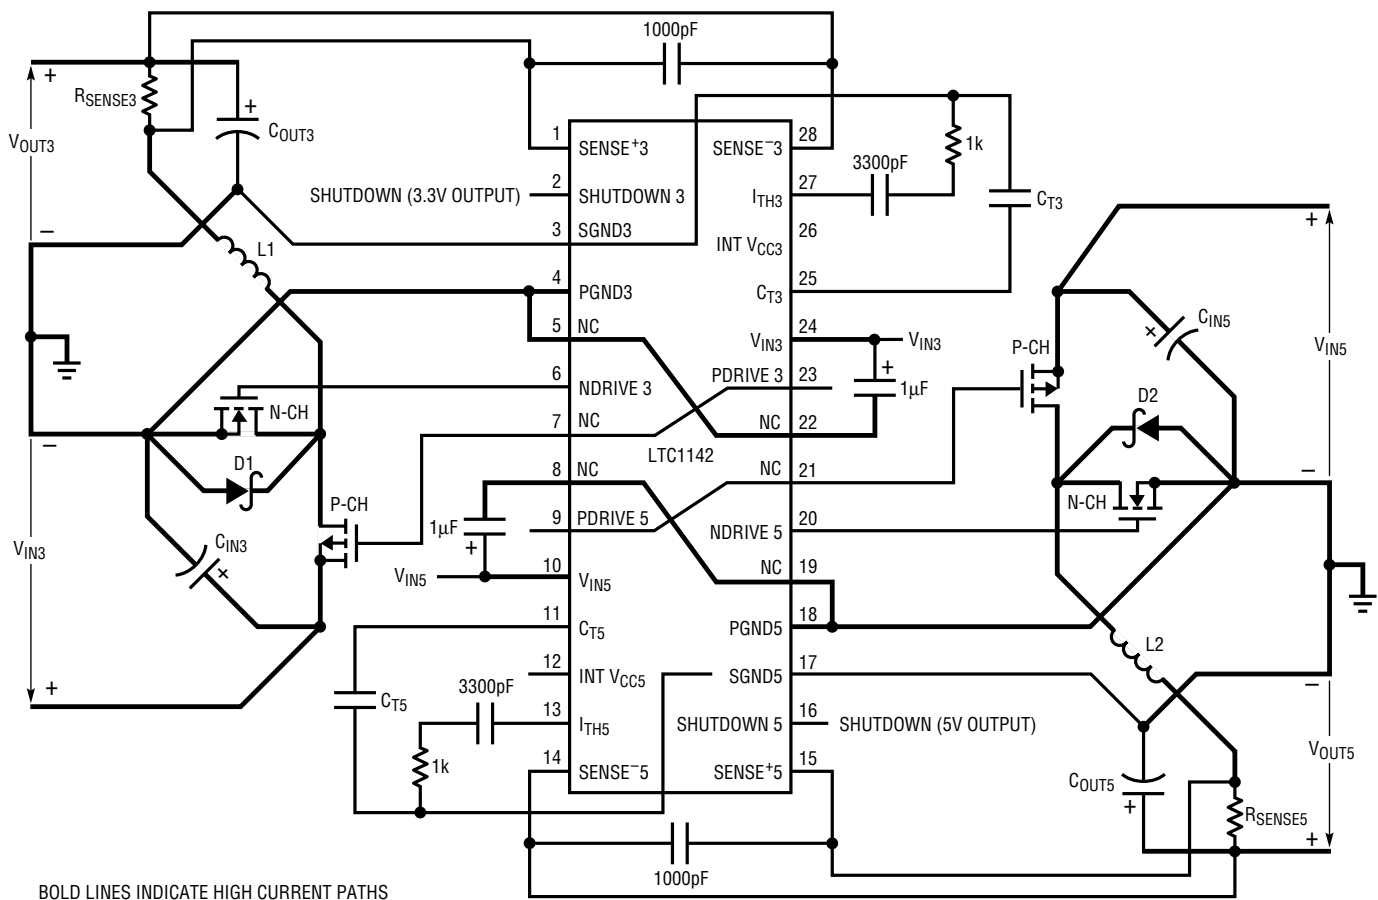 1000pF
+
RSENSE3
+
COUT3
VOUT3
–
1
SENSE+3
SENSE–3
28
1k
3300pF
SHUTDOWN (3.3V OUTPUT)
2
SHUTDOWN 3
ITH3
27
CT3
3
SGND3
INT VCC3
26
+
L1
4
PGND3
CT3
25
CIN5
+
5
NC
VIN3
24
VIN3
P-CH
VIN5
6
NDRIVE 3
PDRIVE 3
23
+
1μF
N-CH
D2
7
NC
NC
22
–
LTC1142
D1
8
NC
NC
21
–
P-CH
1μF
+
9
PDRIVE 5
NDRIVE 5
20
N-CH
VIN3
CIN3
+
VIN5
10
VIN5
NC
19
11
CT5
PGND5
18
L2
12
INT VCC5
SGND5
17
+
CT5
3300pF
–
13
ITH5
SHUTDOWN 5
16
SHUTDOWN (5V OUTPUT)
1k
14
SENSE–5
SENSE+5
15
VOUT5
COUT5
+
RSENSE5
+
1000pF
BOLD LINES INDICATE HIGH CURRENT PATHS